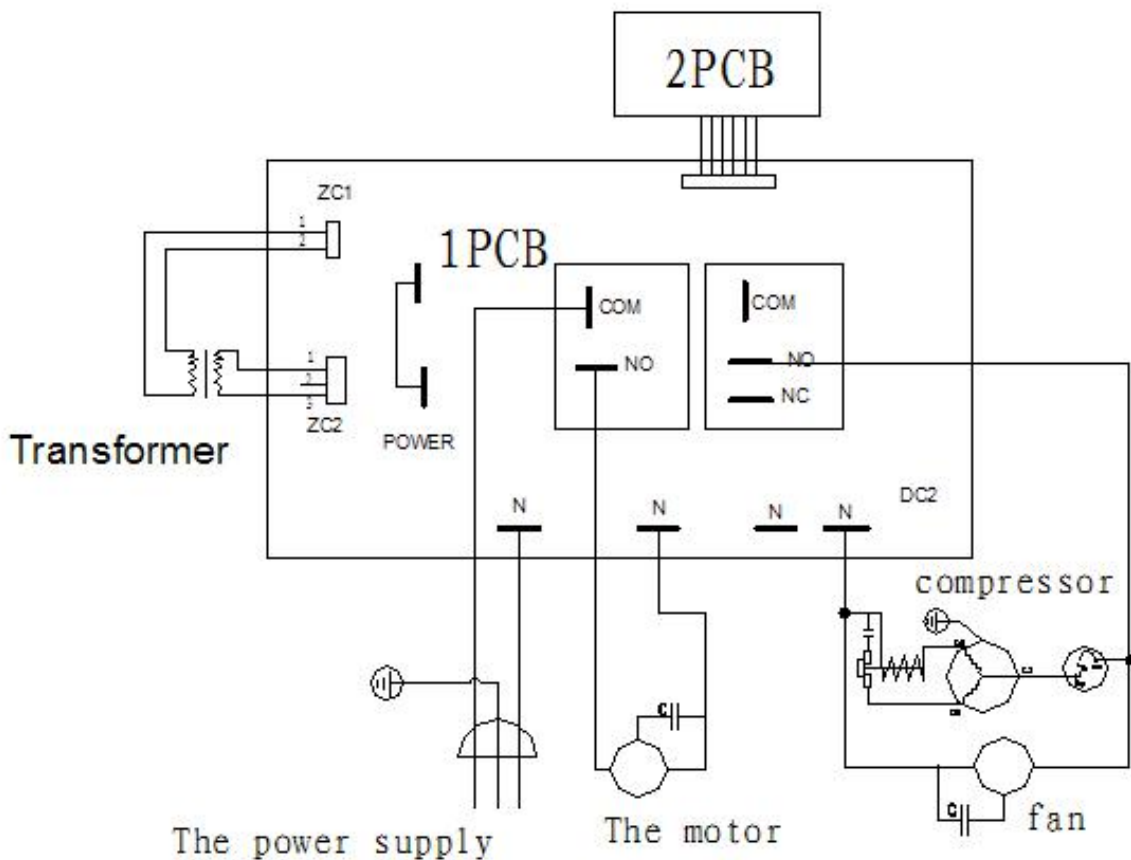 2PCB
ZC1
1
2
1PCB
COM
NO
COM
NO
NC
1
2
3
ZC2
POWER
Transformer
N
N
N
N
DC2
compressor
C
C
The power supply
The motor
fan